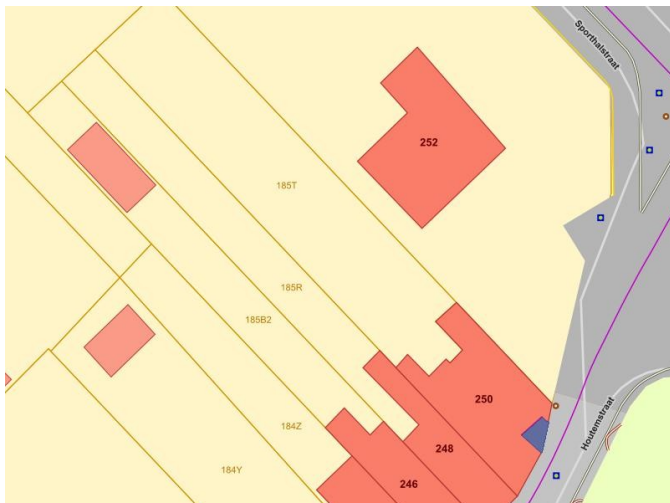 Sporthalstraat
252
185T
185R
185B2
250
Houtemstraat
184Z
248
184Y
246